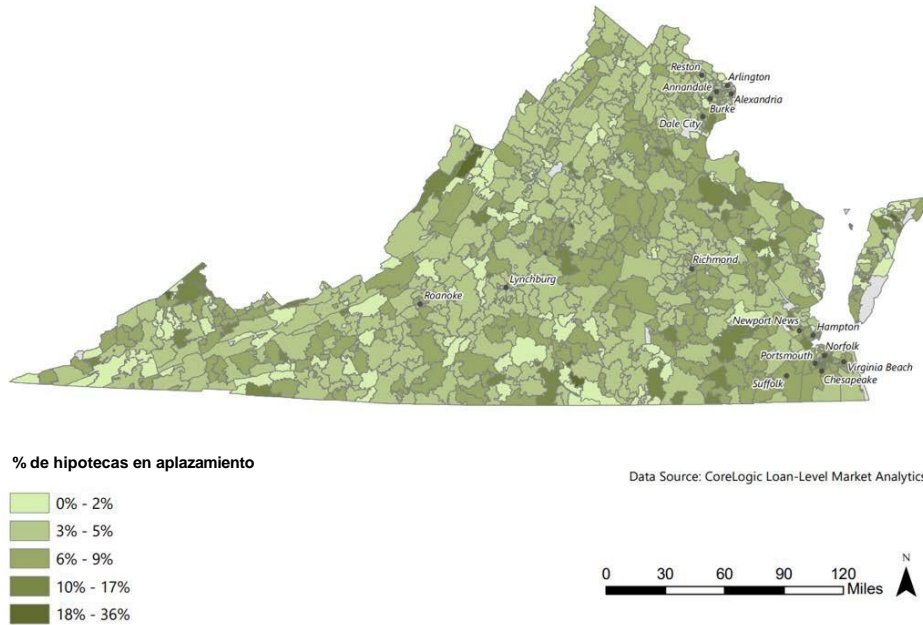 Reston
Arlington
Annandale
Alexandria
Burke
Dale City
Richmond
Lynchburg
Roanoke
Newport News
Hampton
Norfolk
Portsmouth
Virginia Beach
Suffolk
Chesapeake
% de hipotecas en aplazamiento
Data Source: CoreLogic Loan-Level Market Analytics
0% - 2%
3% - 5%
6% - 9%
10% - 17%
18% - 36%
0 30 60 90 120
Miles
N